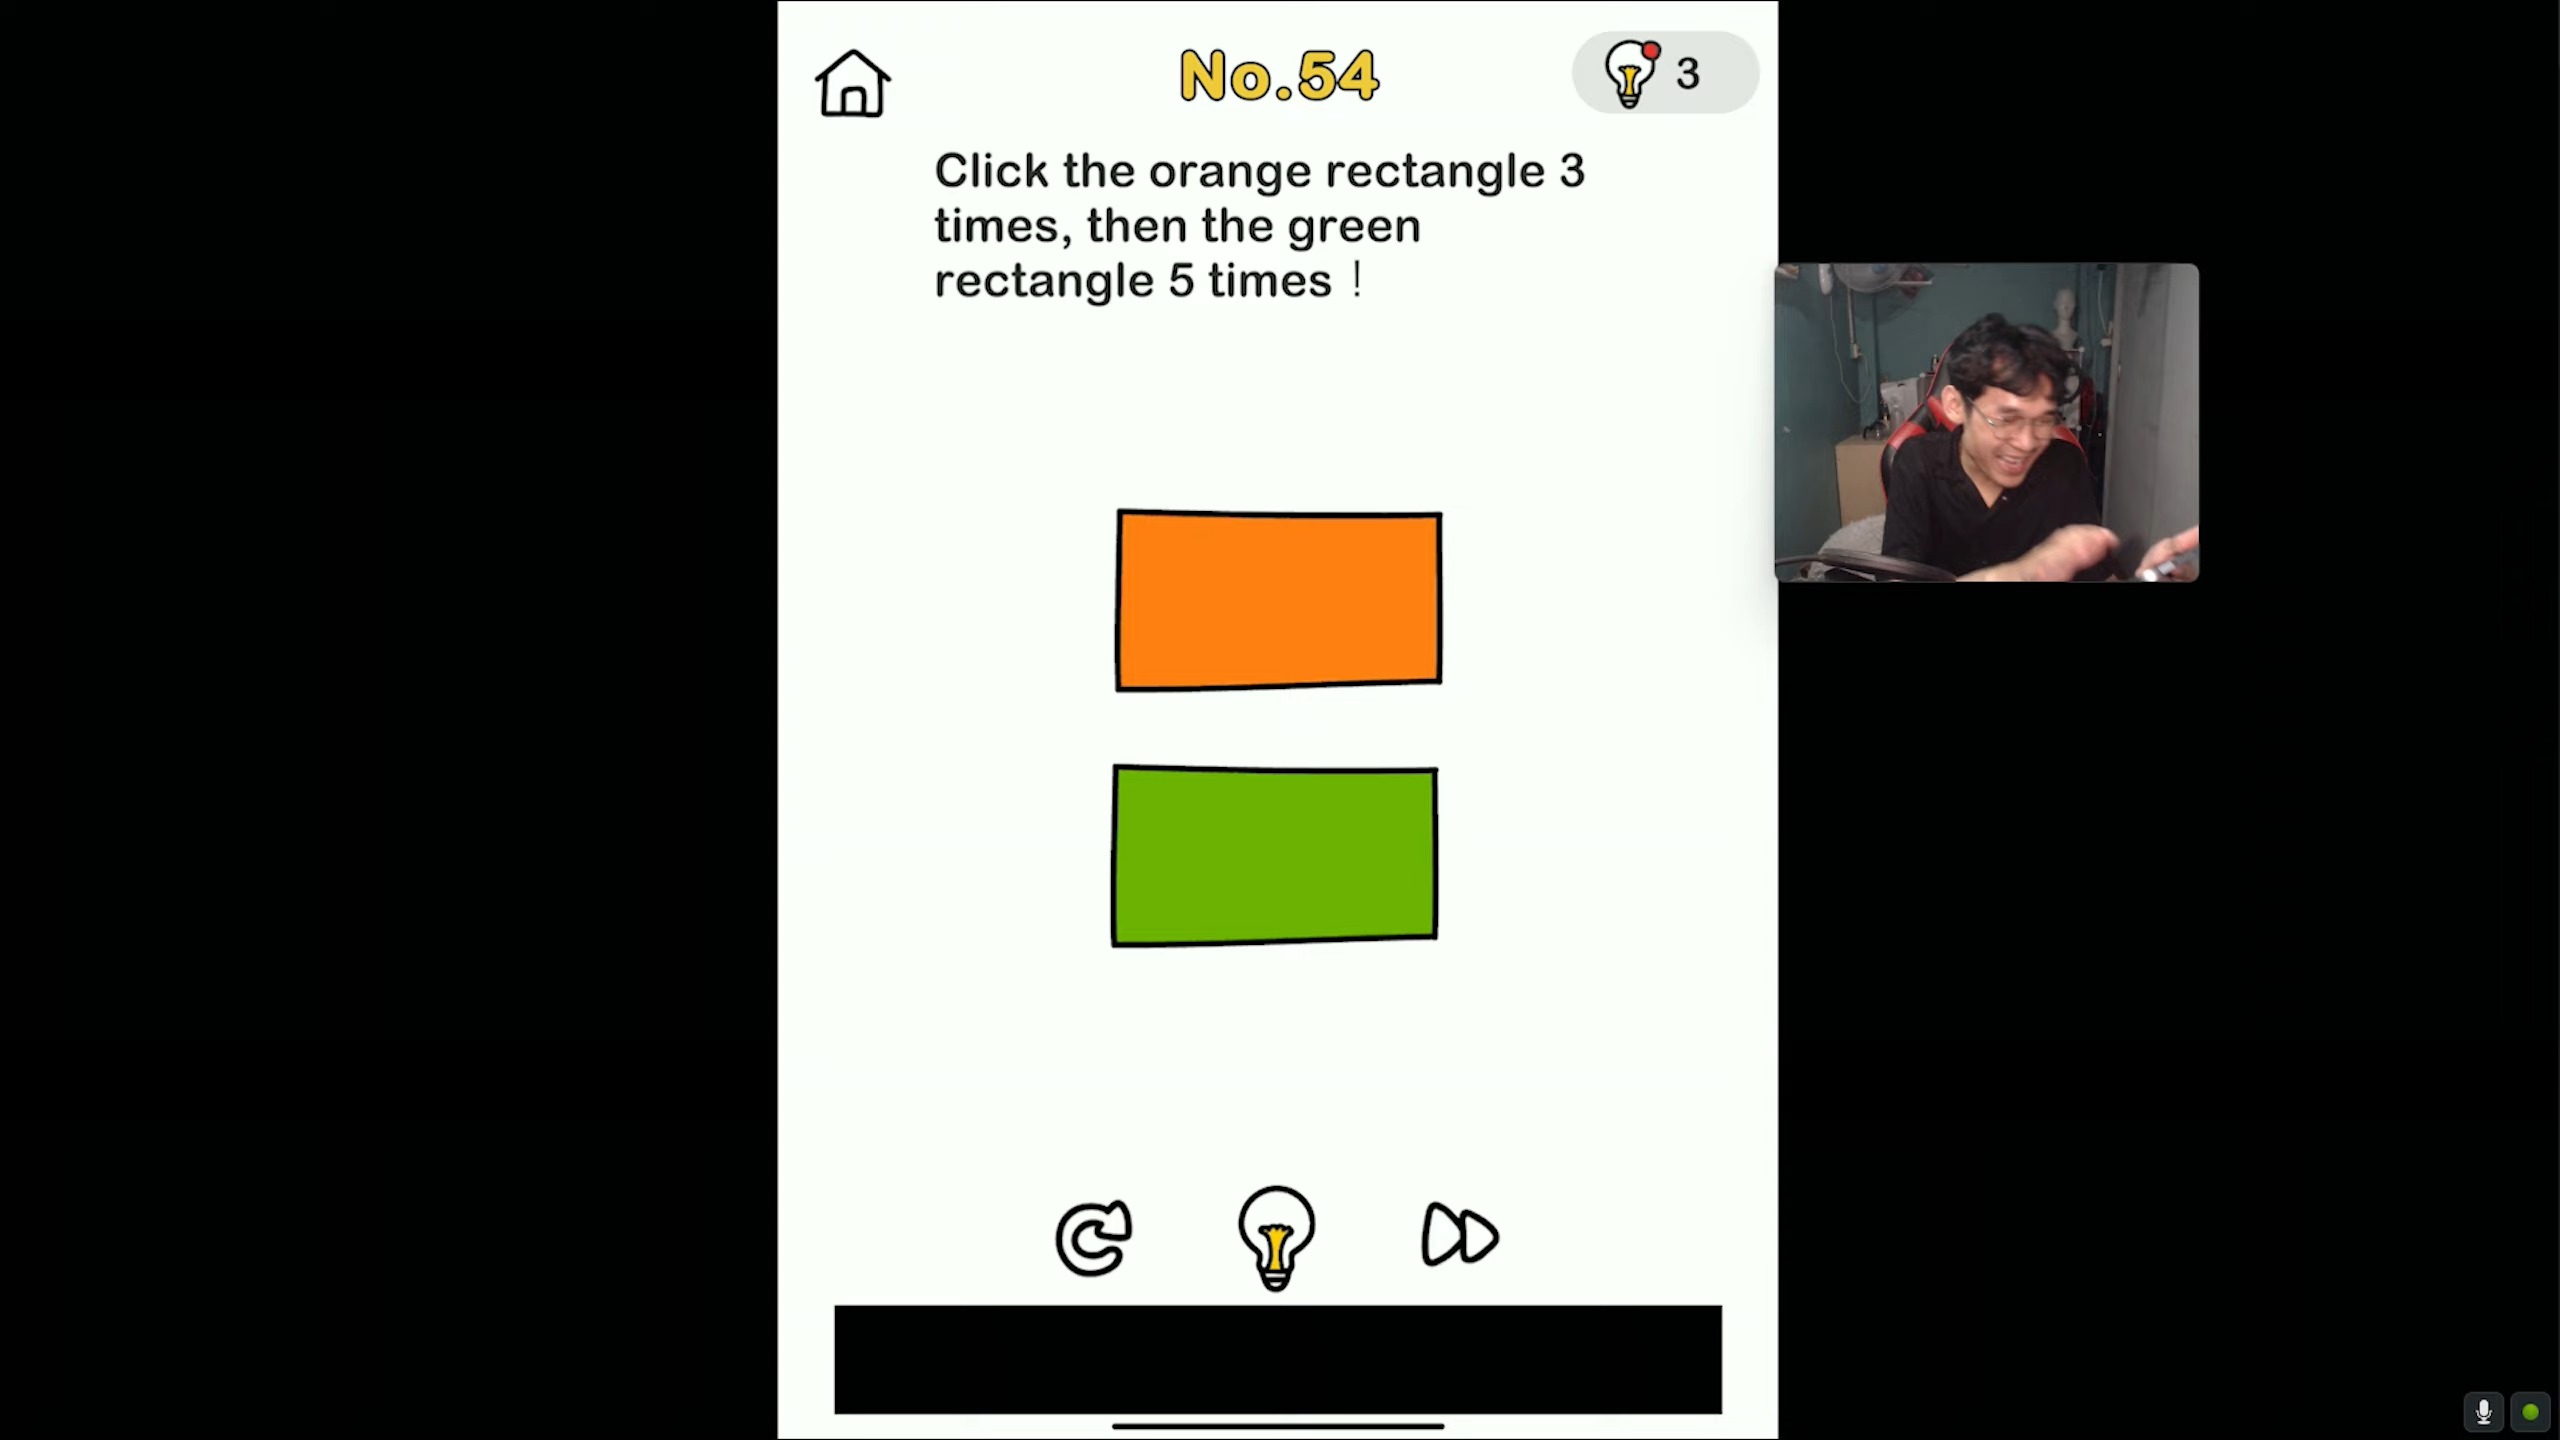 No.54
3
Click the orange rectangle 3
times, then the green
rectangle 5 times !